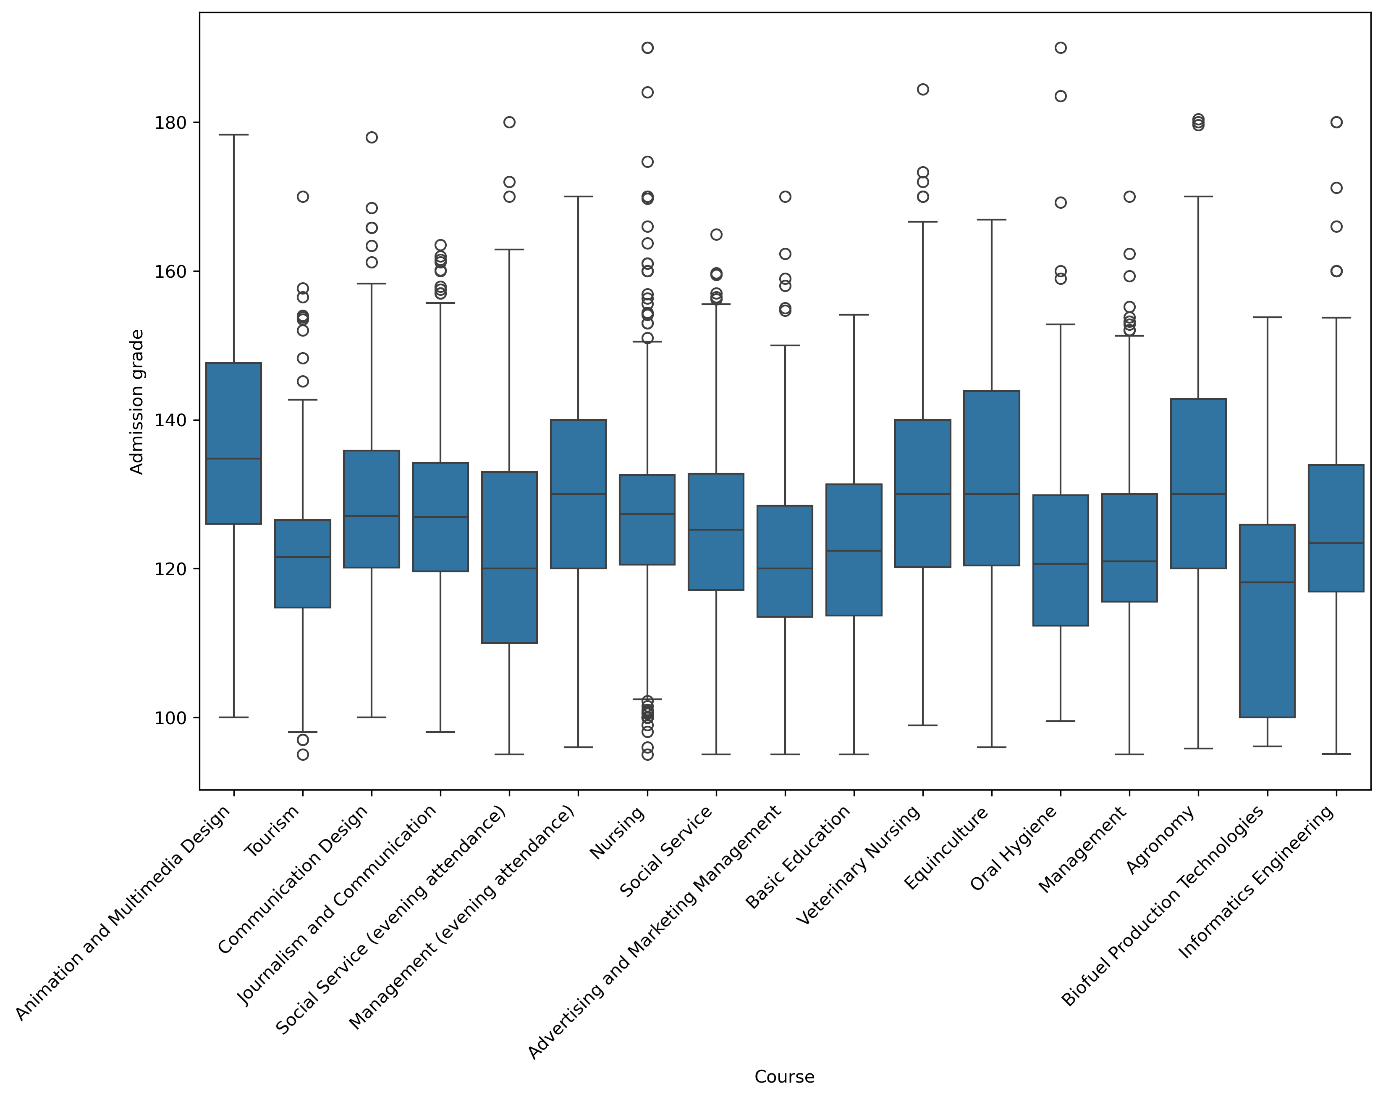 180
160
140
120
100
Admission grade
Animation and Multimedia Design
Tourism
Communication Design
Journalism and Communication
Social Service (evening attendance)
Management (evening attendance)
Nursing
Social Service
Advertising and Marketing Management
Basic Education
Veterinary Nursing
Equinculture
Oral Hygiene
Management
Agronomy
Biofuel Production Technologies
Informatics Engineering
Course